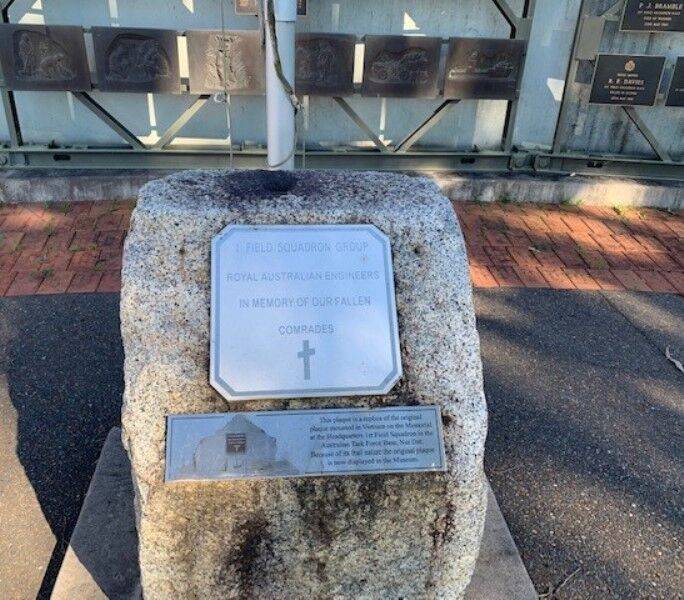 P J BRAMBLE
R. E DAVIES
1 FIELD SQUADRON GROUP
ROYAL AUSTRALIAN ENGINEERS
IN MEMORY OF OUR FALLEN
COMRADES
This plaque is a replica of the original
plaque mounted in Vietnam on the Memorial
at the Headquarters 1st Field Squadron in the
Australian Task Force Base, Nui Dat.
Because of its frail nature the original plaque
is now displayed in the Museum.